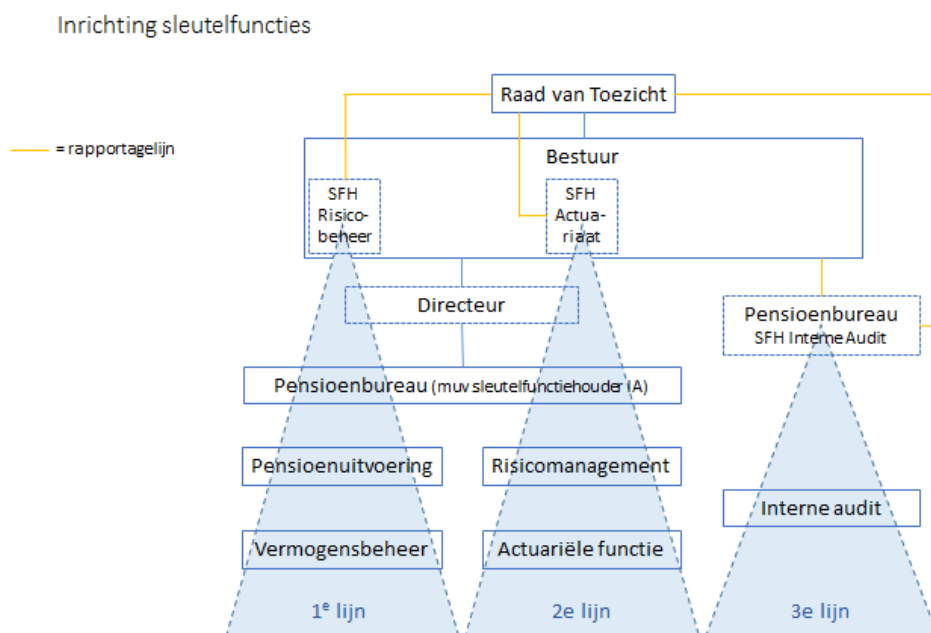 Inrichting sleutelfuncties
Raad van Toezicht
= rapportagelijn
Bestuur
SFH
Risico-
beheer
SFH
Actua-
riaat
Directeur
Pensioenbureau
SFH Interne Audit
Pensioenbureau (muv sleutelfunctiehouder IA)
Pensioenuitvoering
Risicomanagement
Interne audit
Vermogensbeheer
Actuariële functie
1e lijn
2e lijn
3e lijn